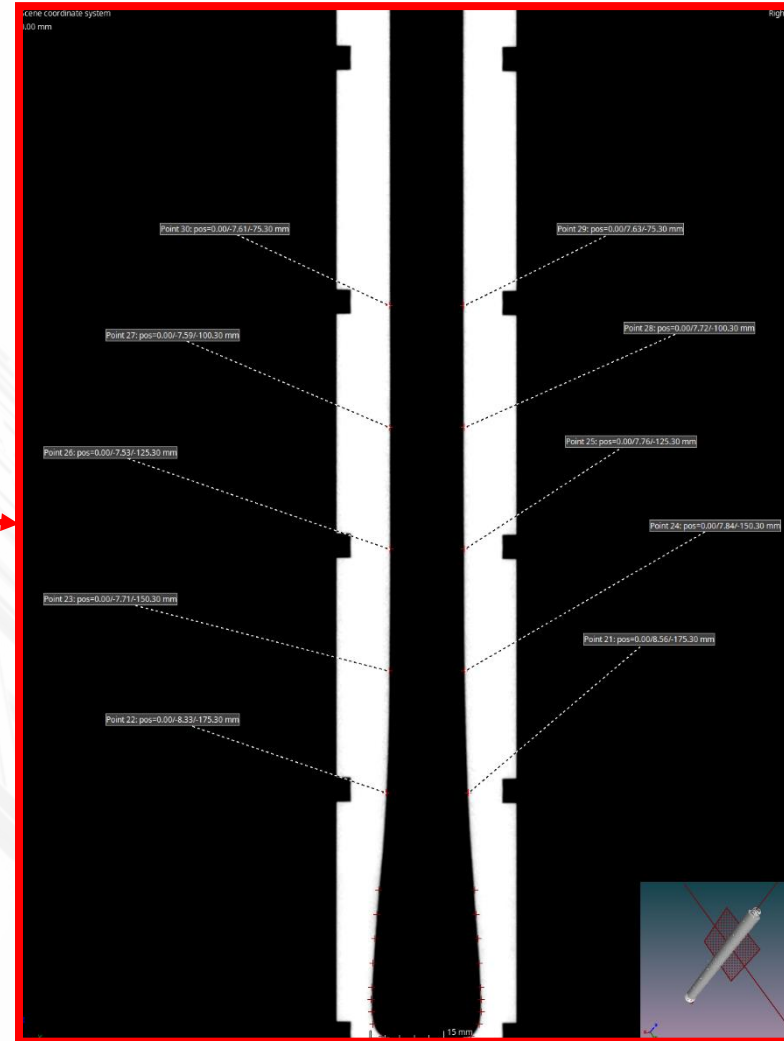 Scene coordinate system
0.00 mm
Righ
Point 30: pos=0.00/-7.61/-75.30 mm
Point 29: pos=0.00/7.63/-75.30 mm
Point 27: pos=0.00/-7.59/-100.30 mm
Point 28: pos=0.00/7.72/-100.30 mm
Point 26: pos=0.00/-7.53/-125.30 mm
Point 25: pos=0.00/7.76/-125.30 mm
Point 24: pos=0.00/7.84/-150.30 mm
Point 23: pos=0.00/-7.71/-150.30 mm
Point 21: pos=0.00/8.56/-175.30 mm
Point 22: pos=0.00/-8.33/-175.30 mm
15 mm